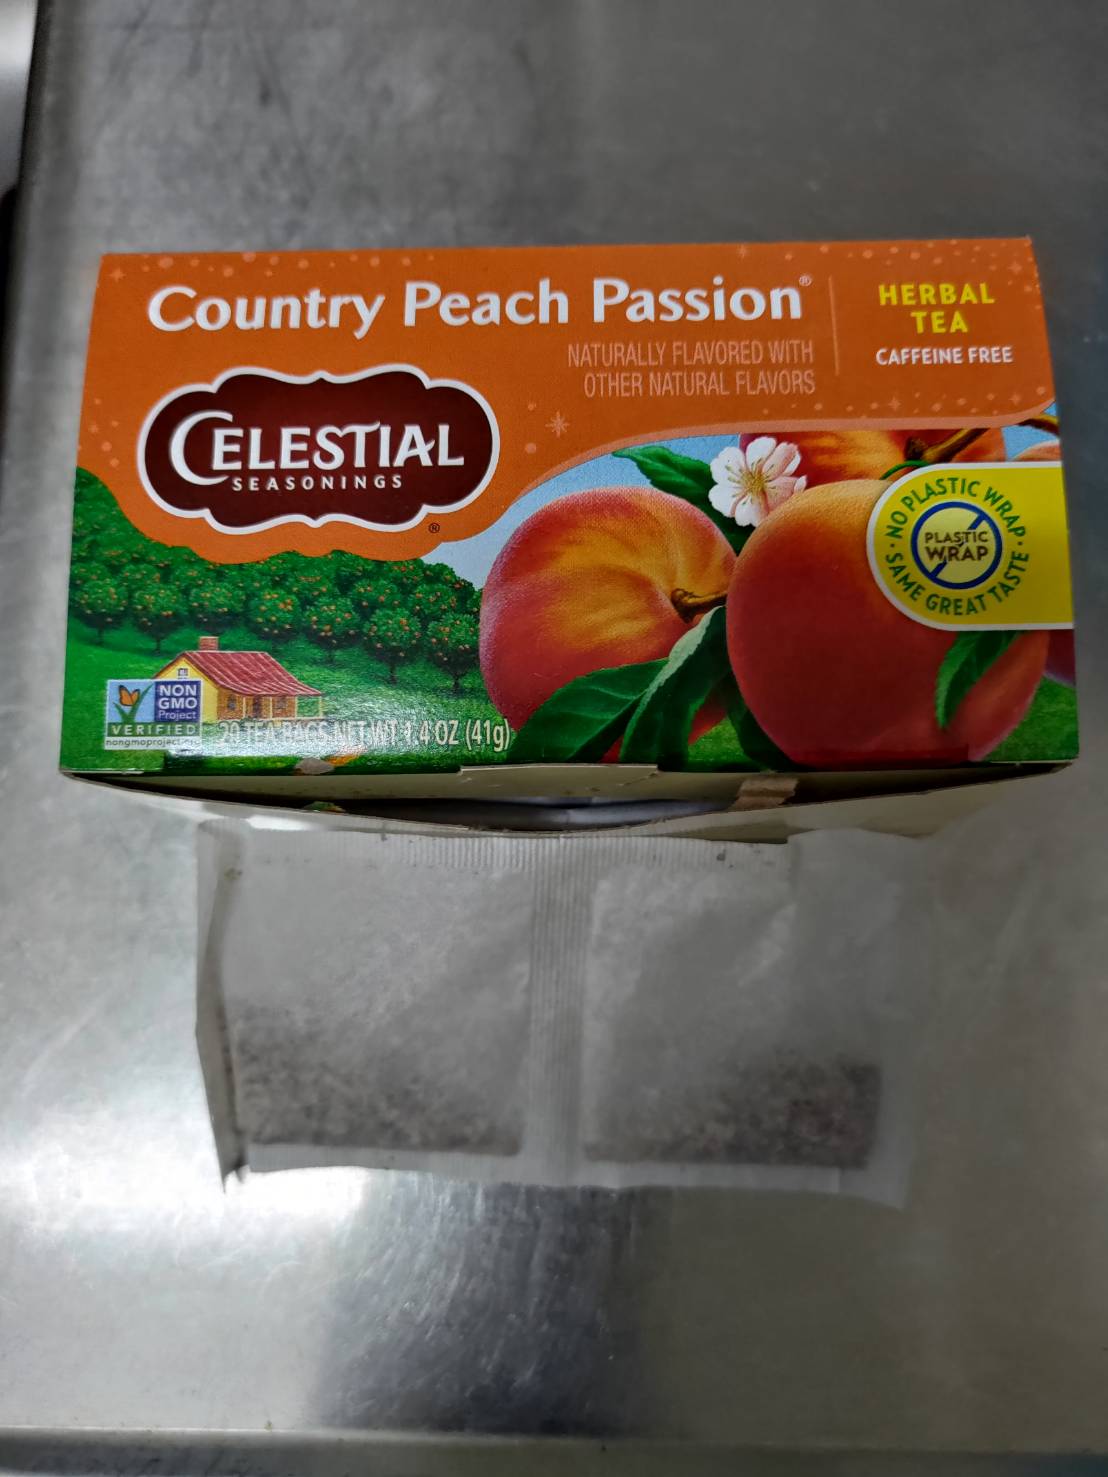 Country Peach Passion®
HERBAL
TEA
CAFFEINE FREE
NATURALLY FLAVORED WITH
OTHER NATURAL FLAVORS
CELESTIAL
SEASONINGS
®
NO PLASTIC WRAP •
PLASTIC
WRAP
SAME GREAT TASTE •
NON
GMO
Project
VERIFIED
nongmoproject.org
20 TEA BAGS NET WT 1.4 OZ (41g)